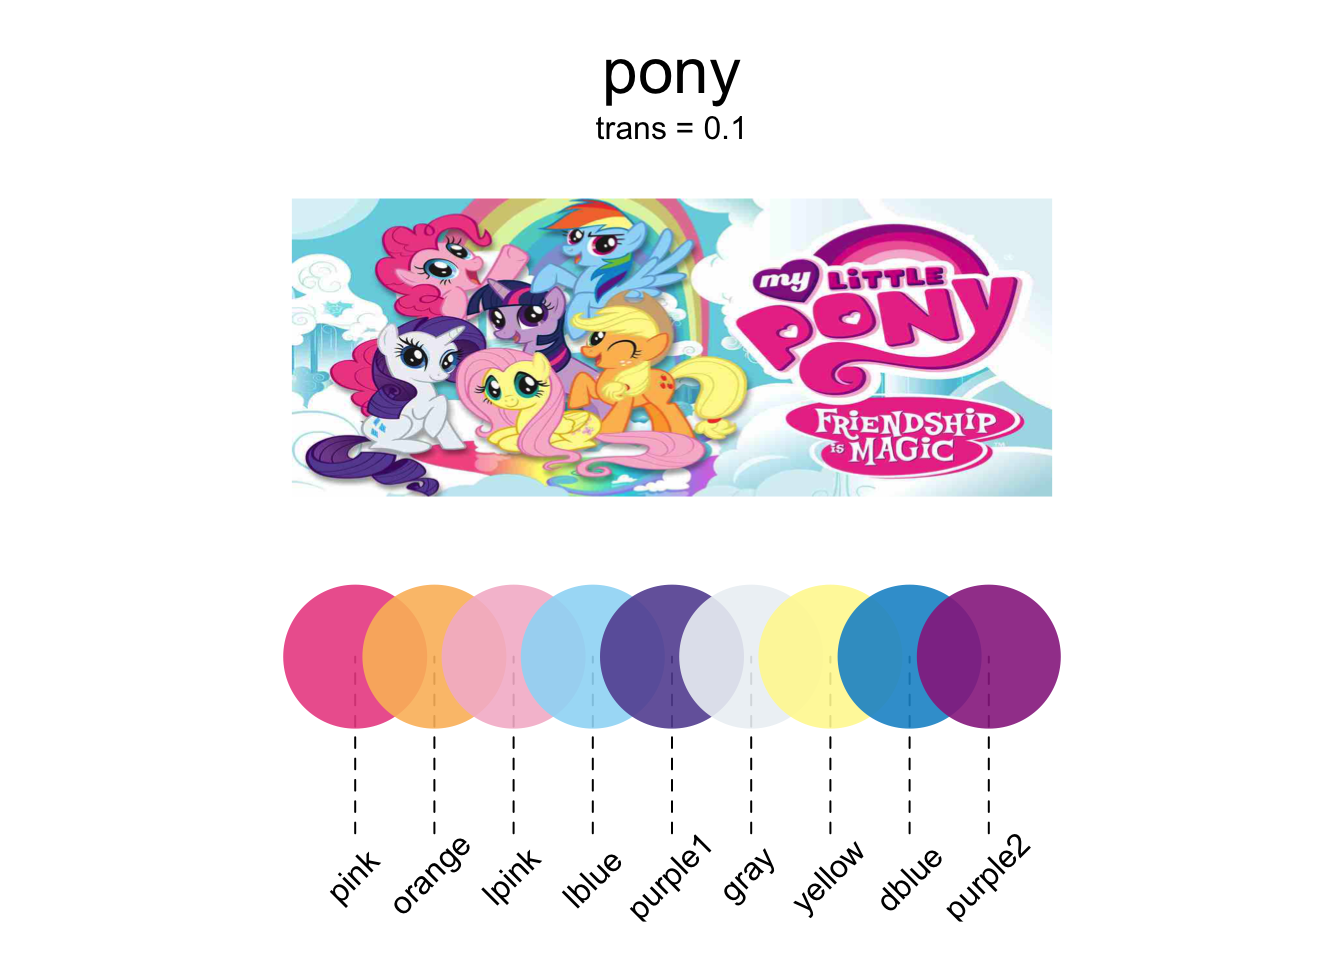 pony
trans = 0.1
my LiTTLE
PONY
FRiENDSHiP
is MAGiC
pink
orange
lpink
lblue
purple1
gray
yellow
dblue
purple2